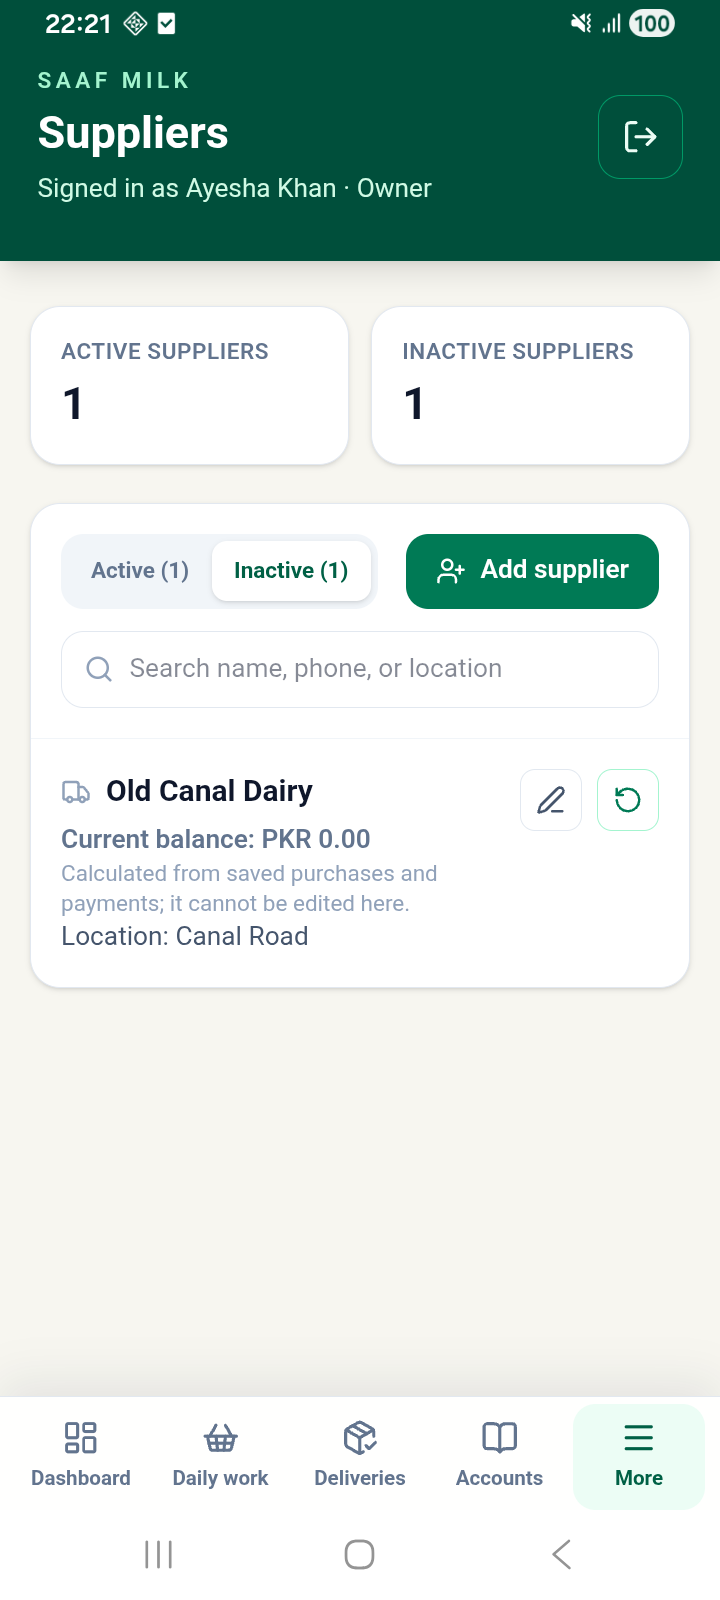 22:21
100
SAAF MILK
Suppliers
Signed in as Ayesha Khan · Owner
ACTIVE SUPPLIERS
1
INACTIVE SUPPLIERS
1
Active (1)
Inactive (1)
Add supplier
Search name, phone, or location
Old Canal Dairy
Current balance: PKR 0.00
Calculated from saved purchases and
payments; it cannot be edited here.
Location: Canal Road
Dashboard
Daily work
Deliveries
Accounts
More